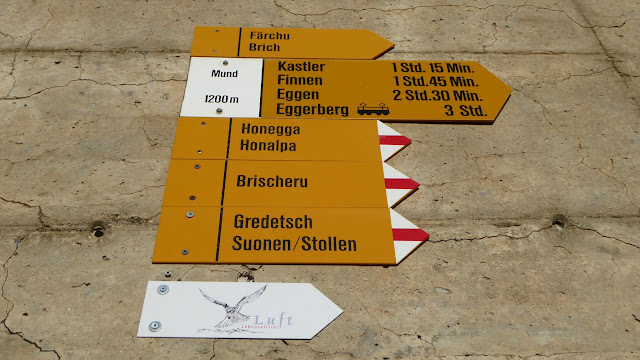 Färchu
Brich
Mund
1200 m
Kastler 1 Std. 15 Min.
Finnen 1 Std. 45 Min.
Eggen 2 Std. 30 Min.
Eggerberg 3 Std.
Honegga
Honalpa
Brischeru
Gredetsch
Suonen/Stollen
Luft